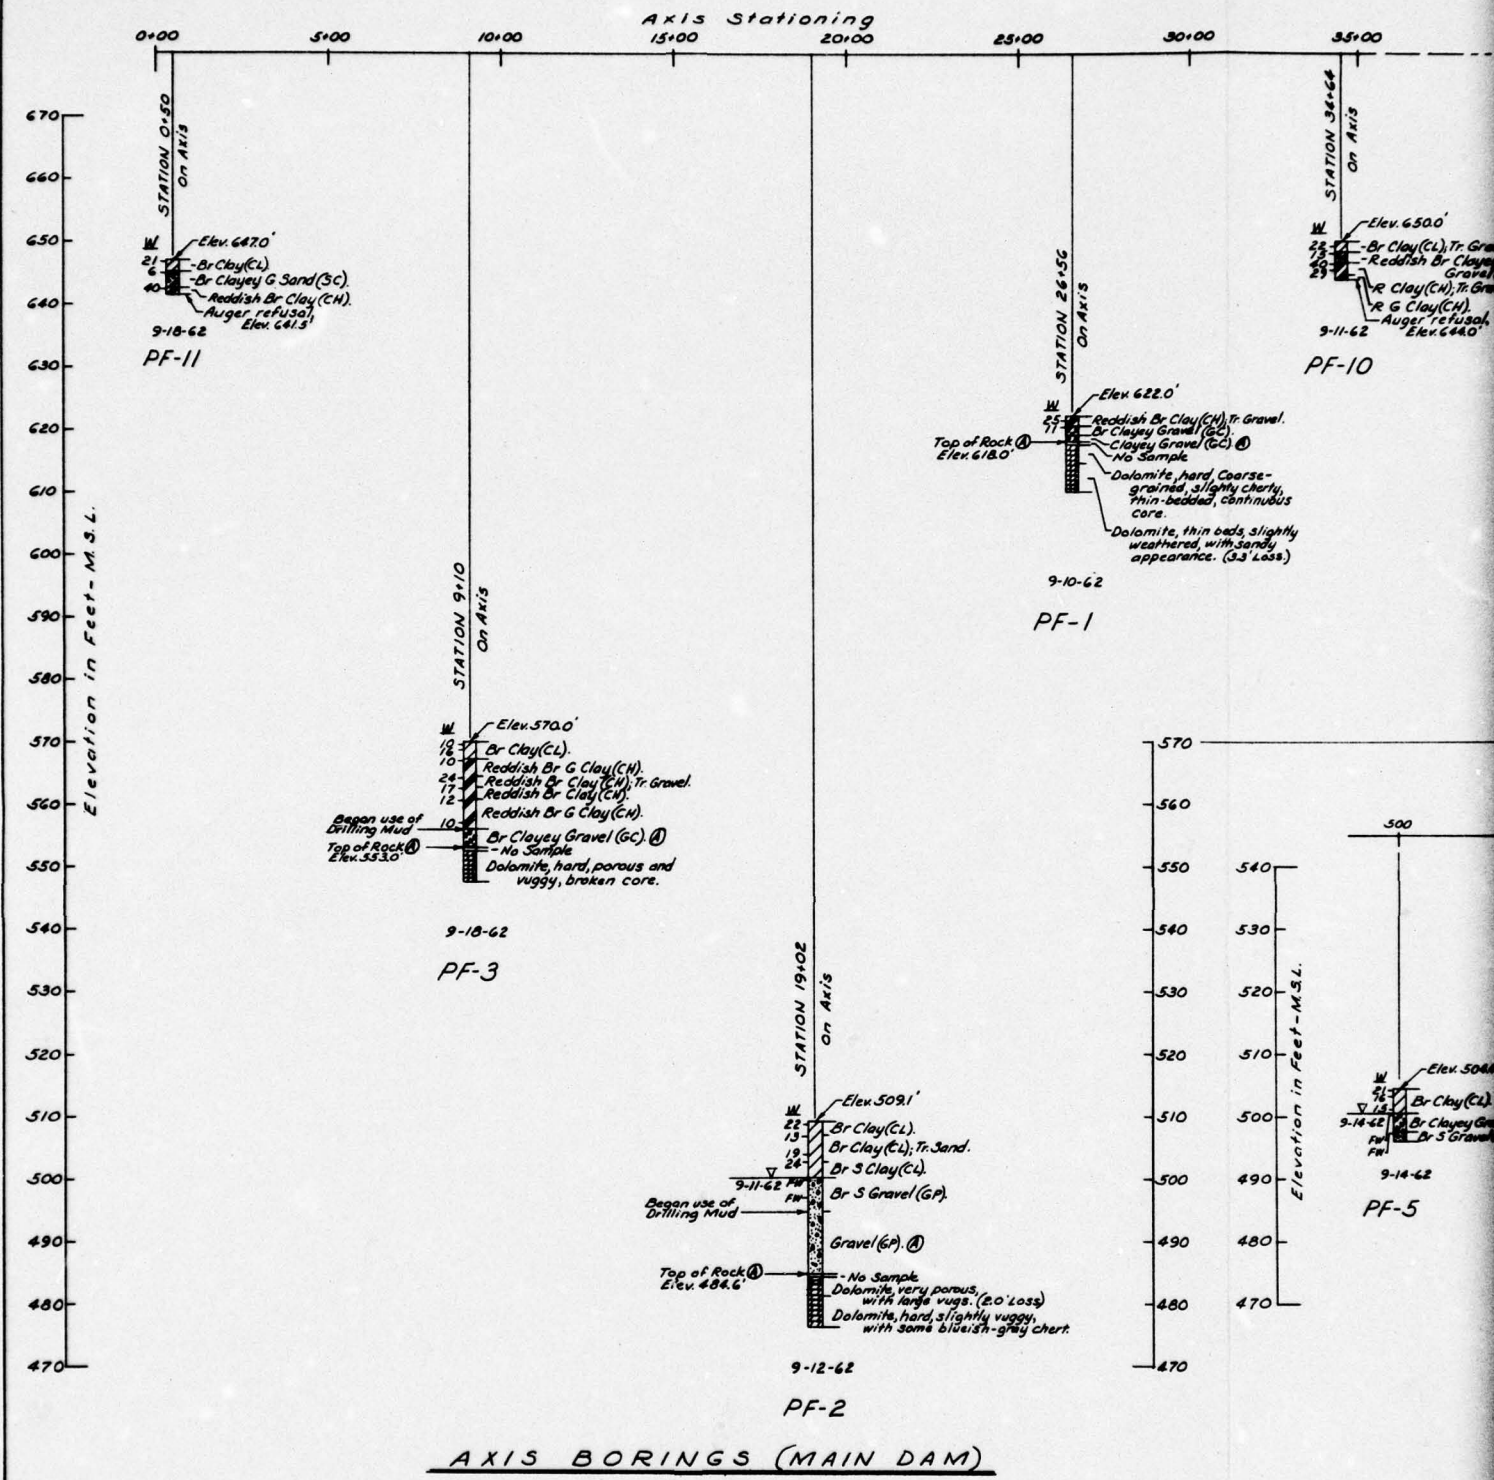 Axis Stationing
0+00 5+00 10+00 15+00 20+00 25+00 30+00 35+00
Elevation in Feet - M.S.L.
670
660
650
640
630
620
610
600
590
580
570
560
550
540
530
520
510
500
490
480
470
STATION 0+50
On Axis
Elev. 647.0'
W
21
6
40
Br Clay (CL).
Br Clayey G Sand (SC).
Reddish Br Clay (CH).
Auger refusal,
Elev. 641.5'
9-18-62
PF-11
STATION 9+10
On Axis
Elev. 570.0'
W
10
16
10
24
17
12
10
Br Clay (CL).
Reddish Br G Clay (CH).
Reddish Br Clay (CH); Tr. Gravel.
Reddish Br Clay (CH).
Reddish Br G Clay (CH).
Began use of
Drilling Mud
Br Clayey Gravel (GC). A
Top of Rock A
Elev. 553.0'
No Sample
Dolomite, hard, porous and
vuggy, broken core.
9-18-62
PF-3
STATION 19+02
On Axis
Elev. 509.1'
W
22
13
19
24
FW
FW
Br Clay (CL).
Br Clay (CL); Tr. Sand.
Br S Clay (CL).
9-11-62
Br S Gravel (GP).
Began use of
Drilling Mud
Gravel (GP). A
Top of Rock A
Elev. 484.6'
No Sample
Dolomite, very porous,
with large vugs. (2.0' Loss)
Dolomite, hard, slightly vuggy,
with some blueish-gray chert.
9-12-62
PF-2
STATION 26+56
On Axis
Elev. 622.0'
W
25
11
Reddish Br Clay (CH); Tr. Gravel.
Br Clayey Gravel (GC).
Clayey Gravel (GC). A
Top of Rock A
Elev. 618.0'
No Sample
Dolomite, hard, Coarse-
grained, slighty cherty,
thin-bedded, continuous
core.
Dolomite, thin beds, slightly
weathered, with sandy
appearance. (3.3' Loss.)
9-10-62
PF-1
STATION 34+64
On Axis
Elev. 650.0'
W
22
13
40
29
Br Clay (CL); Tr. Gra
Reddish Br Claye
Gravel
R Clay (CH); Tr. Gra
R G Clay (CH).
Auger refusal,
Elev. 644.0'
9-11-62
PF-10
570
560
550
540
530
520
510
500
490
480
470
500
540
530
520
510
500
490
480
470
Elevation in Feet - M.S.L.
Elev. 504.
W
21
16
15
Br Clay (CL).
9-14-62
Br Clayey Gra
FW
FW
Br S Gravel
9-14-62
PF-5
AXIS BORINGS (MAIN DAM)